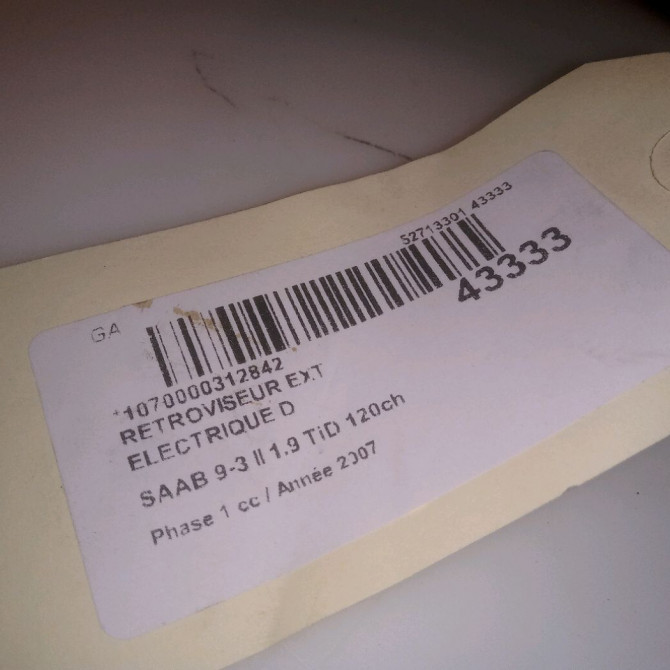 52713301 43333
GA
43333
*1070000312842
RETROVISEUR EXT
ELECTRIQUE D
SAAB 9-3 II 1.9 TiD 120ch
Phase 1 cc / Année 2007